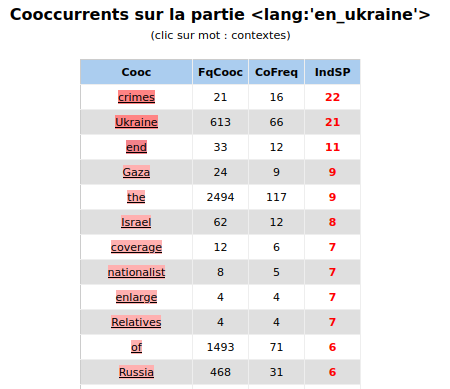 Cooccurrents sur la partie <lang:'en_ukraine'>
(clic sur mot : contextes)
Cooc FqCooc CoFreq IndSP
crimes 21 16 22
Ukraine 613 66 21
end 33 12 11
Gaza 24 9 9
the 2494 117 9
Israel 62 12 8
coverage 12 6 7
nationalist 8 5 7
enlarge 4 4 7
Relatives 4 4 7
of 1493 71 6
Russia 468 31 6